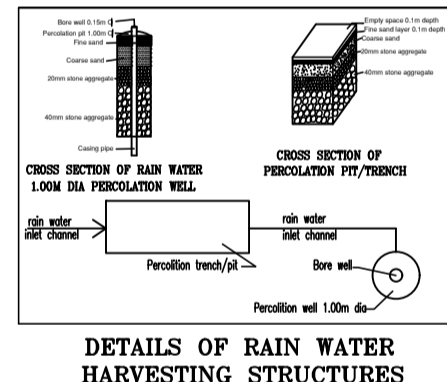 Bore well 0.15m
Percolation pit 1.00m
Fine sand
Coarse sand
20mm stone aggregate
40mm stone aggregate
Casing pipe
CROSS SECTION OF RAIN WATER
1.00M DIA PERCOLATION WELL
Empty space 0.1m depth
Fine sand layer 0.1m depth
Coarse sand
20mm stone aggregate
40mm stone aggregate
CROSS SECTION OF
PERCOLATION PIT/TRENCH
rain water
inlet channel
Percolition trench/pit
rain water
inlet channel
Bore well
Percolition well 1.00m dia
DETAILS OF RAIN WATER
HARVESTING STRUCTURES